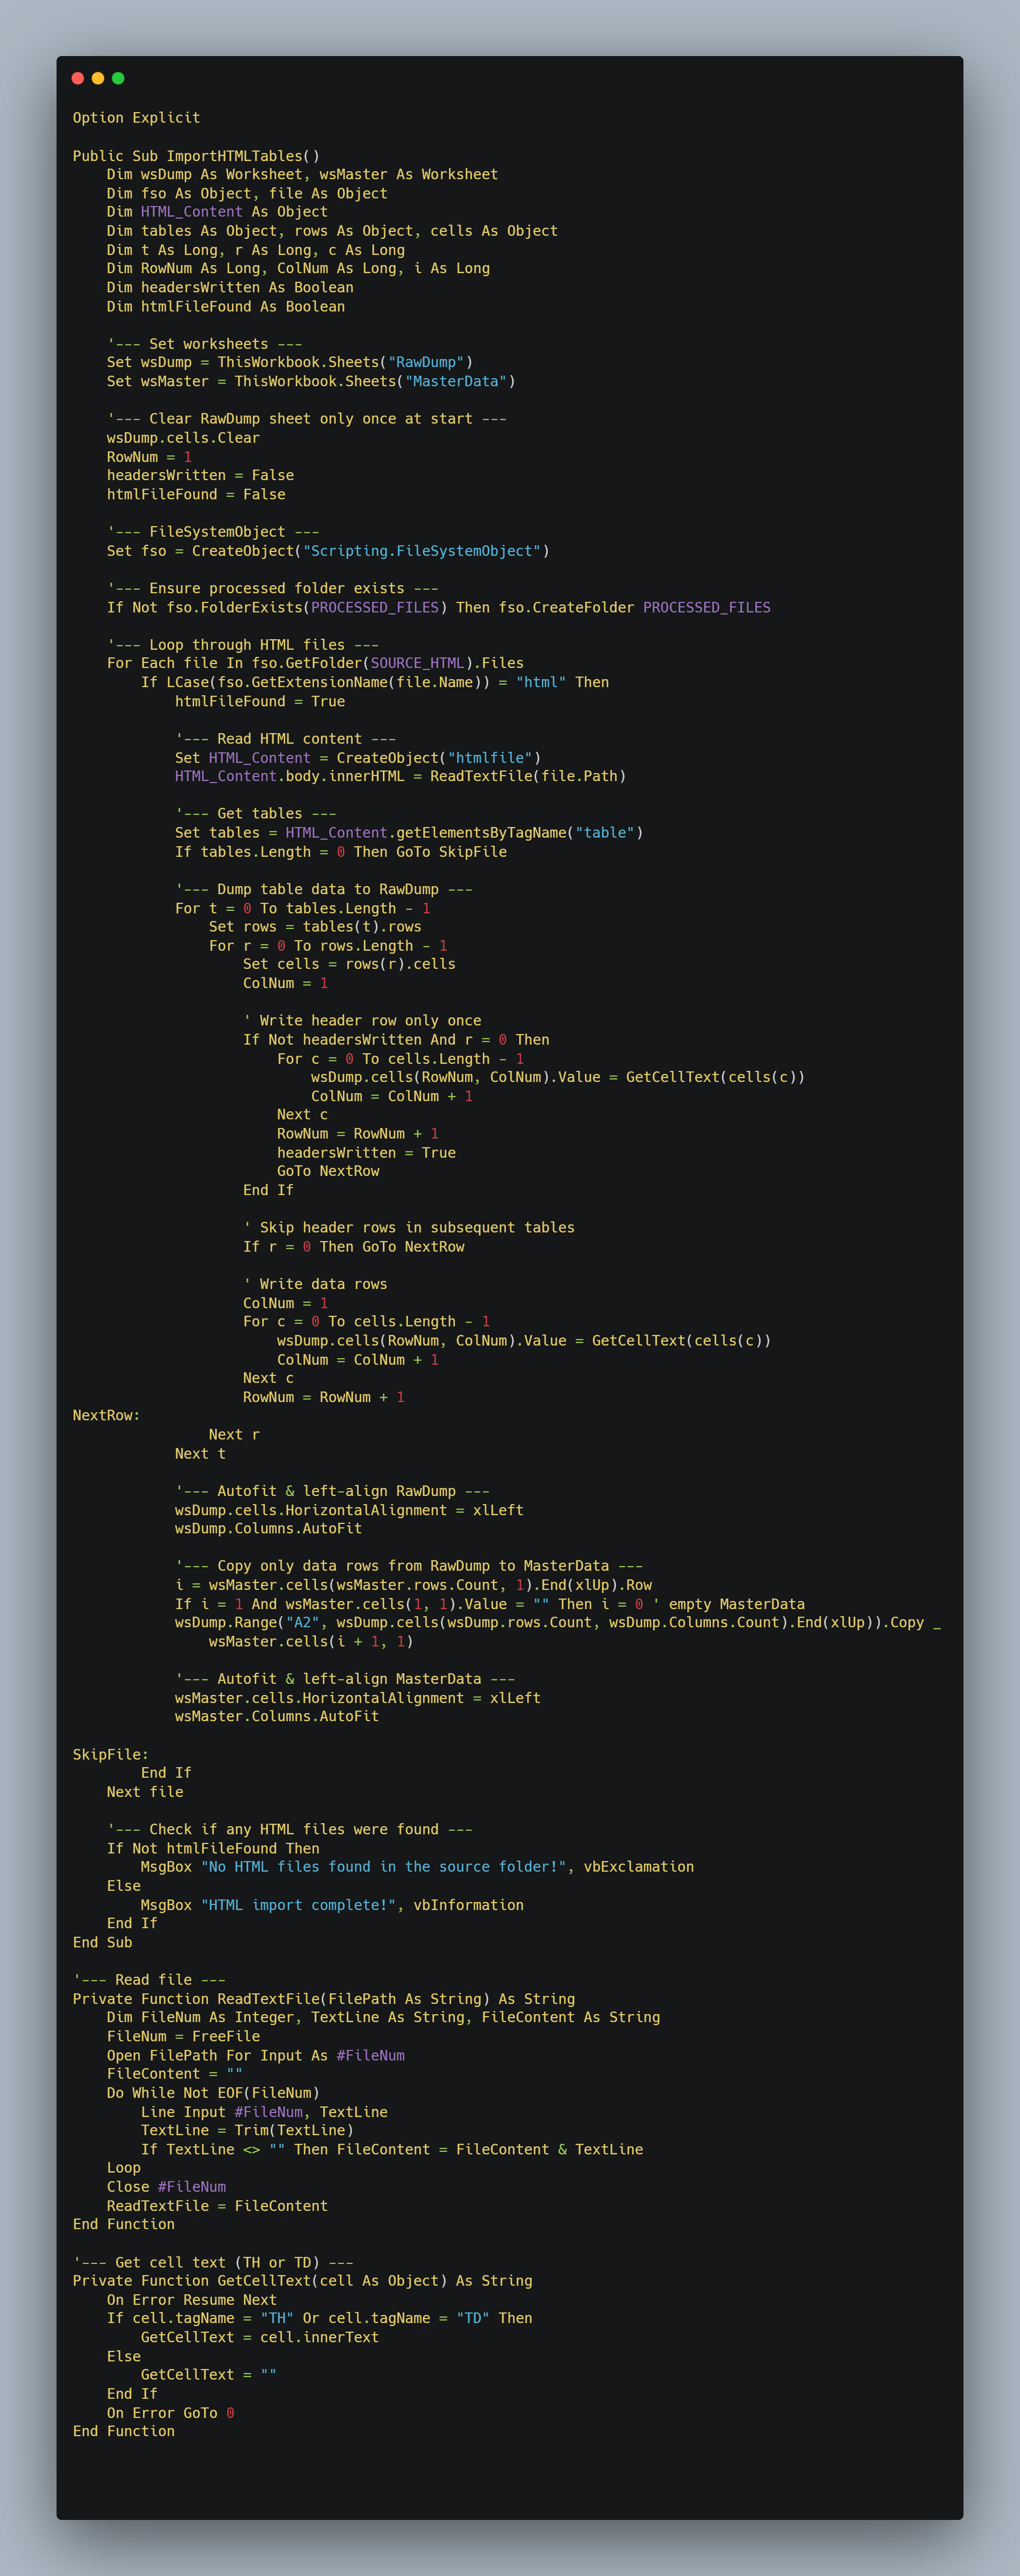 Option Explicit

Public Sub ImportHTMLTables()
    Dim wsDump As Worksheet, wsMaster As Worksheet
    Dim fso As Object, file As Object
    Dim HTML_Content As Object
    Dim tables As Object, rows As Object, cells As Object
    Dim t As Long, r As Long, c As Long
    Dim RowNum As Long, ColNum As Long, i As Long
    Dim headersWritten As Boolean
    Dim htmlFileFound As Boolean

    '--- Set worksheets ---
    Set wsDump = ThisWorkbook.Sheets("RawDump")
    Set wsMaster = ThisWorkbook.Sheets("MasterData")

    '--- Clear RawDump sheet only once at start ---
    wsDump.cells.Clear
    RowNum = 1
    headersWritten = False
    htmlFileFound = False

    '--- FileSystemObject ---
    Set fso = CreateObject("Scripting.FileSystemObject")

    '--- Ensure processed folder exists ---
    If Not fso.FolderExists(PROCESSED_FILES) Then fso.CreateFolder PROCESSED_FILES

    '--- Loop through HTML files ---
    For Each file In fso.GetFolder(SOURCE_HTML).Files
        If LCase(fso.GetExtensionName(file.Name)) = "html" Then
            htmlFileFound = True

            '--- Read HTML content ---
            Set HTML_Content = CreateObject("htmlfile")
            HTML_Content.body.innerHTML = ReadTextFile(file.Path)

            '--- Get tables ---
            Set tables = HTML_Content.getElementsByTagName("table")
            If tables.Length = 0 Then GoTo SkipFile

            '--- Dump table data to RawDump ---
            For t = 0 To tables.Length - 1
                Set rows = tables(t).rows
                For r = 0 To rows.Length - 1
                    Set cells = rows(r).cells
                    ColNum = 1

                    ' Write header row only once
                    If Not headersWritten And r = 0 Then
                        For c = 0 To cells.Length - 1
                            wsDump.cells(RowNum, ColNum).Value = GetCellText(cells(c))
                            ColNum = ColNum + 1
                        Next c
                        RowNum = RowNum + 1
                        headersWritten = True
                        GoTo NextRow
                    End If

                    ' Skip header rows in subsequent tables
                    If r = 0 Then GoTo NextRow

                    ' Write data rows
                    ColNum = 1
                    For c = 0 To cells.Length - 1
                        wsDump.cells(RowNum, ColNum).Value = GetCellText(cells(c))
                        ColNum = ColNum + 1
                    Next c
                    RowNum = RowNum + 1
NextRow:
                Next r
            Next t

            '--- Autofit & left-align RawDump ---
            wsDump.cells.HorizontalAlignment = xlLeft
            wsDump.Columns.AutoFit

            '--- Copy only data rows from RawDump to MasterData ---
            i = wsMaster.cells(wsMaster.rows.Count, 1).End(xlUp).Row
            If i = 1 And wsMaster.cells(1, 1).Value = "" Then i = 0 ' empty MasterData
            wsDump.Range("A2", wsDump.cells(wsDump.rows.Count, wsDump.Columns.Count).End(xlUp)).Copy _
                wsMaster.cells(i + 1, 1)

            '--- Autofit & left-align MasterData ---
            wsMaster.cells.HorizontalAlignment = xlLeft
            wsMaster.Columns.AutoFit

SkipFile:
        End If
    Next file

    '--- Check if any HTML files were found ---
    If Not htmlFileFound Then
        MsgBox "No HTML files found in the source folder!", vbExclamation
    Else
        MsgBox "HTML import complete!", vbInformation
    End If
End Sub

'--- Read file ---
Private Function ReadTextFile(FilePath As String) As String
    Dim FileNum As Integer, TextLine As String, FileContent As String
    FileNum = FreeFile
    Open FilePath For Input As #FileNum
    FileContent = ""
    Do While Not EOF(FileNum)
        Line Input #FileNum, TextLine
        TextLine = Trim(TextLine)
        If TextLine <> "" Then FileContent = FileContent & TextLine
    Loop
    Close #FileNum
    ReadTextFile = FileContent
End Function

'--- Get cell text (TH or TD) ---
Private Function GetCellText(cell As Object) As String
    On Error Resume Next
    If cell.tagName = "TH" Or cell.tagName = "TD" Then
        GetCellText = cell.innerText
    Else
        GetCellText = ""
    End If
    On Error GoTo 0
End Function